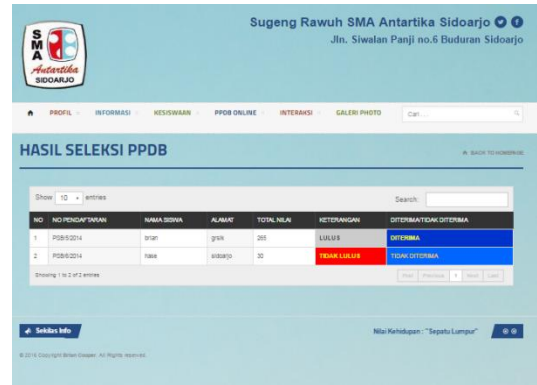 SMA
Antartika
SIDOARJO
Sugeng Rawuh SMA Antartika Sidoarjo
Jln. Siwalan Panji no.6 Buduran Sidoarjo
PROFIL INFORMASI KESISWAAN PPDB ONLINE INTERAKSI GALERI PHOTO Cari ...
HASIL SELEKSI PPDB
BACK TO HOMEPAGE
Show 10 entries Search:
NO NO PENDAFTARAN NAMA SISWA ALAMAT TOTAL NILAI KETERANGAN DITERIMA/TIDAK DITERIMA
1 PSB/5/2014 brian 265 LULUS DITERIMA
2 PSB/6/2014 sidoarjo 30 TIDAK LULUS TIDAK DITERIMA
Showing 1 to 2 of 2 entries First Previous 1 Next Last
Sekilas Info Nilai Kehidupan : "Sepatu Lumpur"
Copyright All Rights reserved.